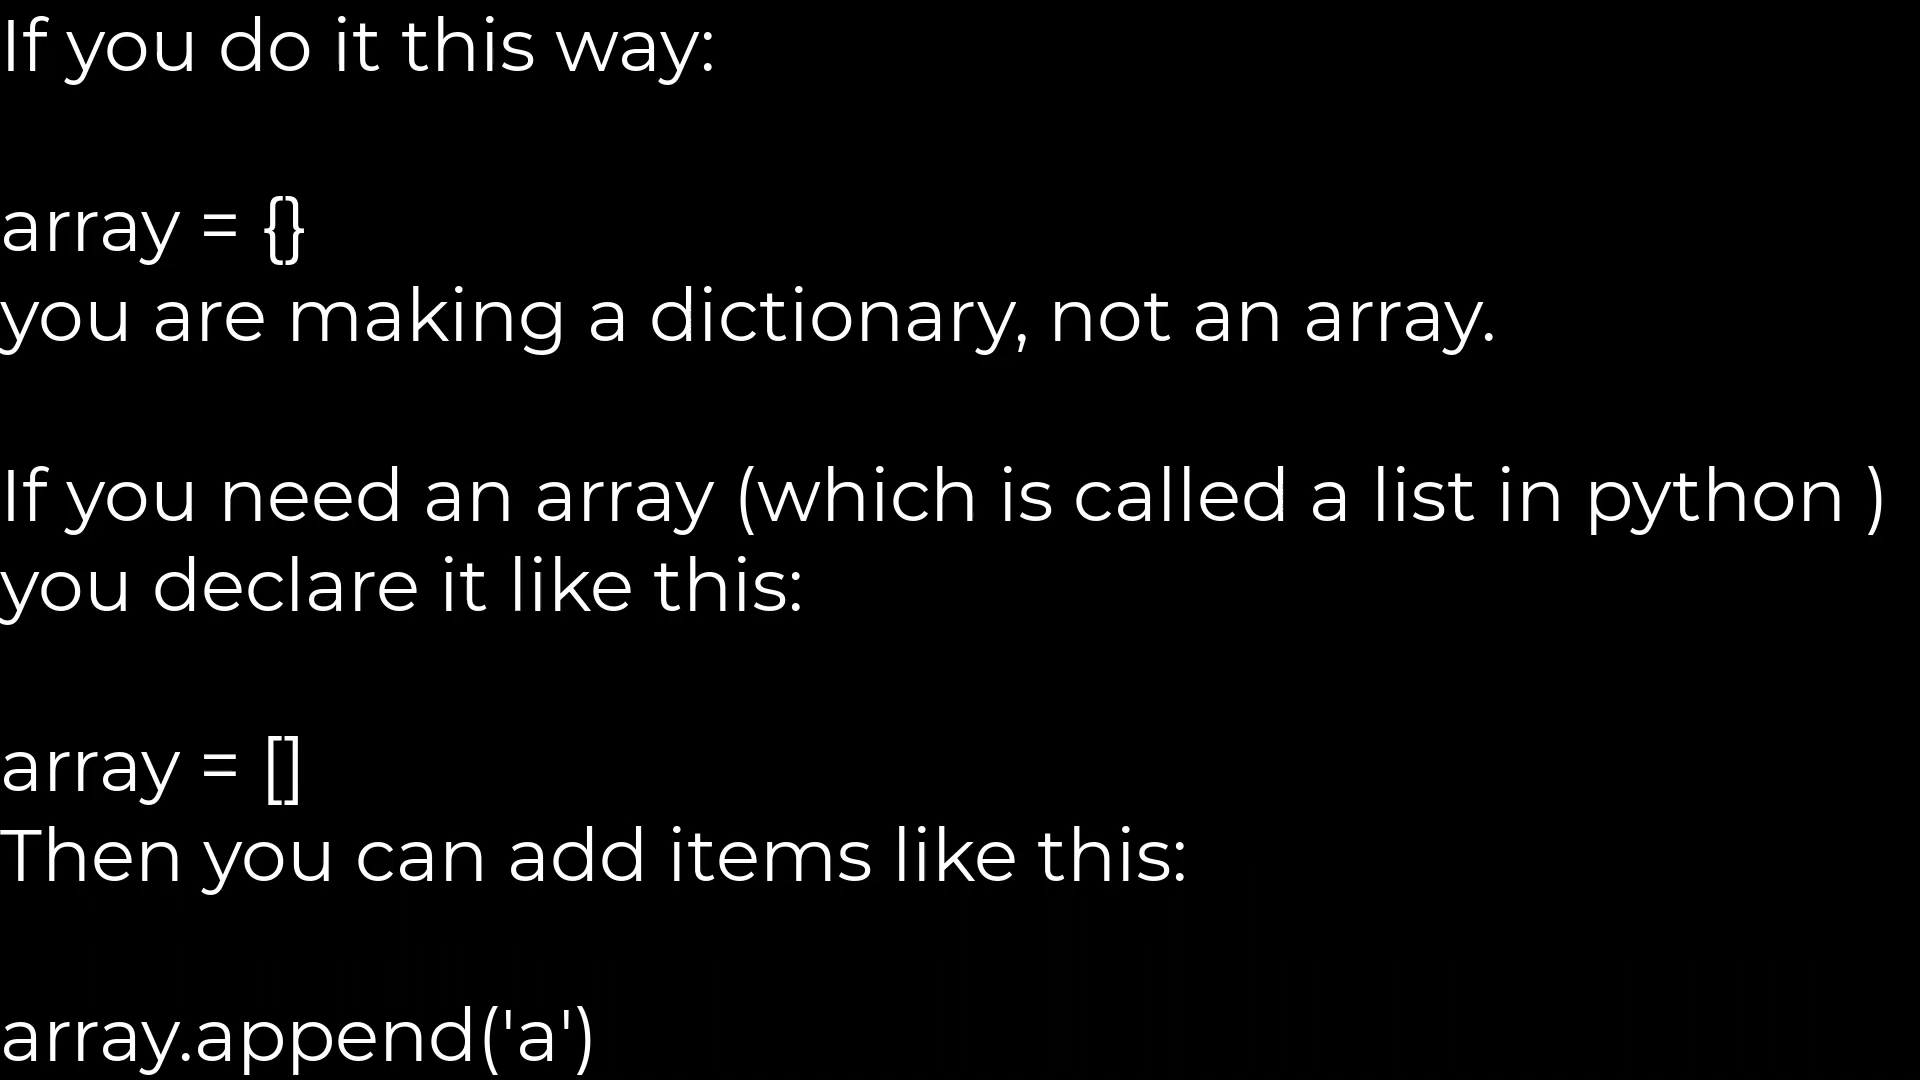 If you do it this way:
array = {}
you are making a dictionary, not an array.
If you need an array (which is called a list in python )
you declare it like this:
array = []
Then you can add items like this:
array.append('a')